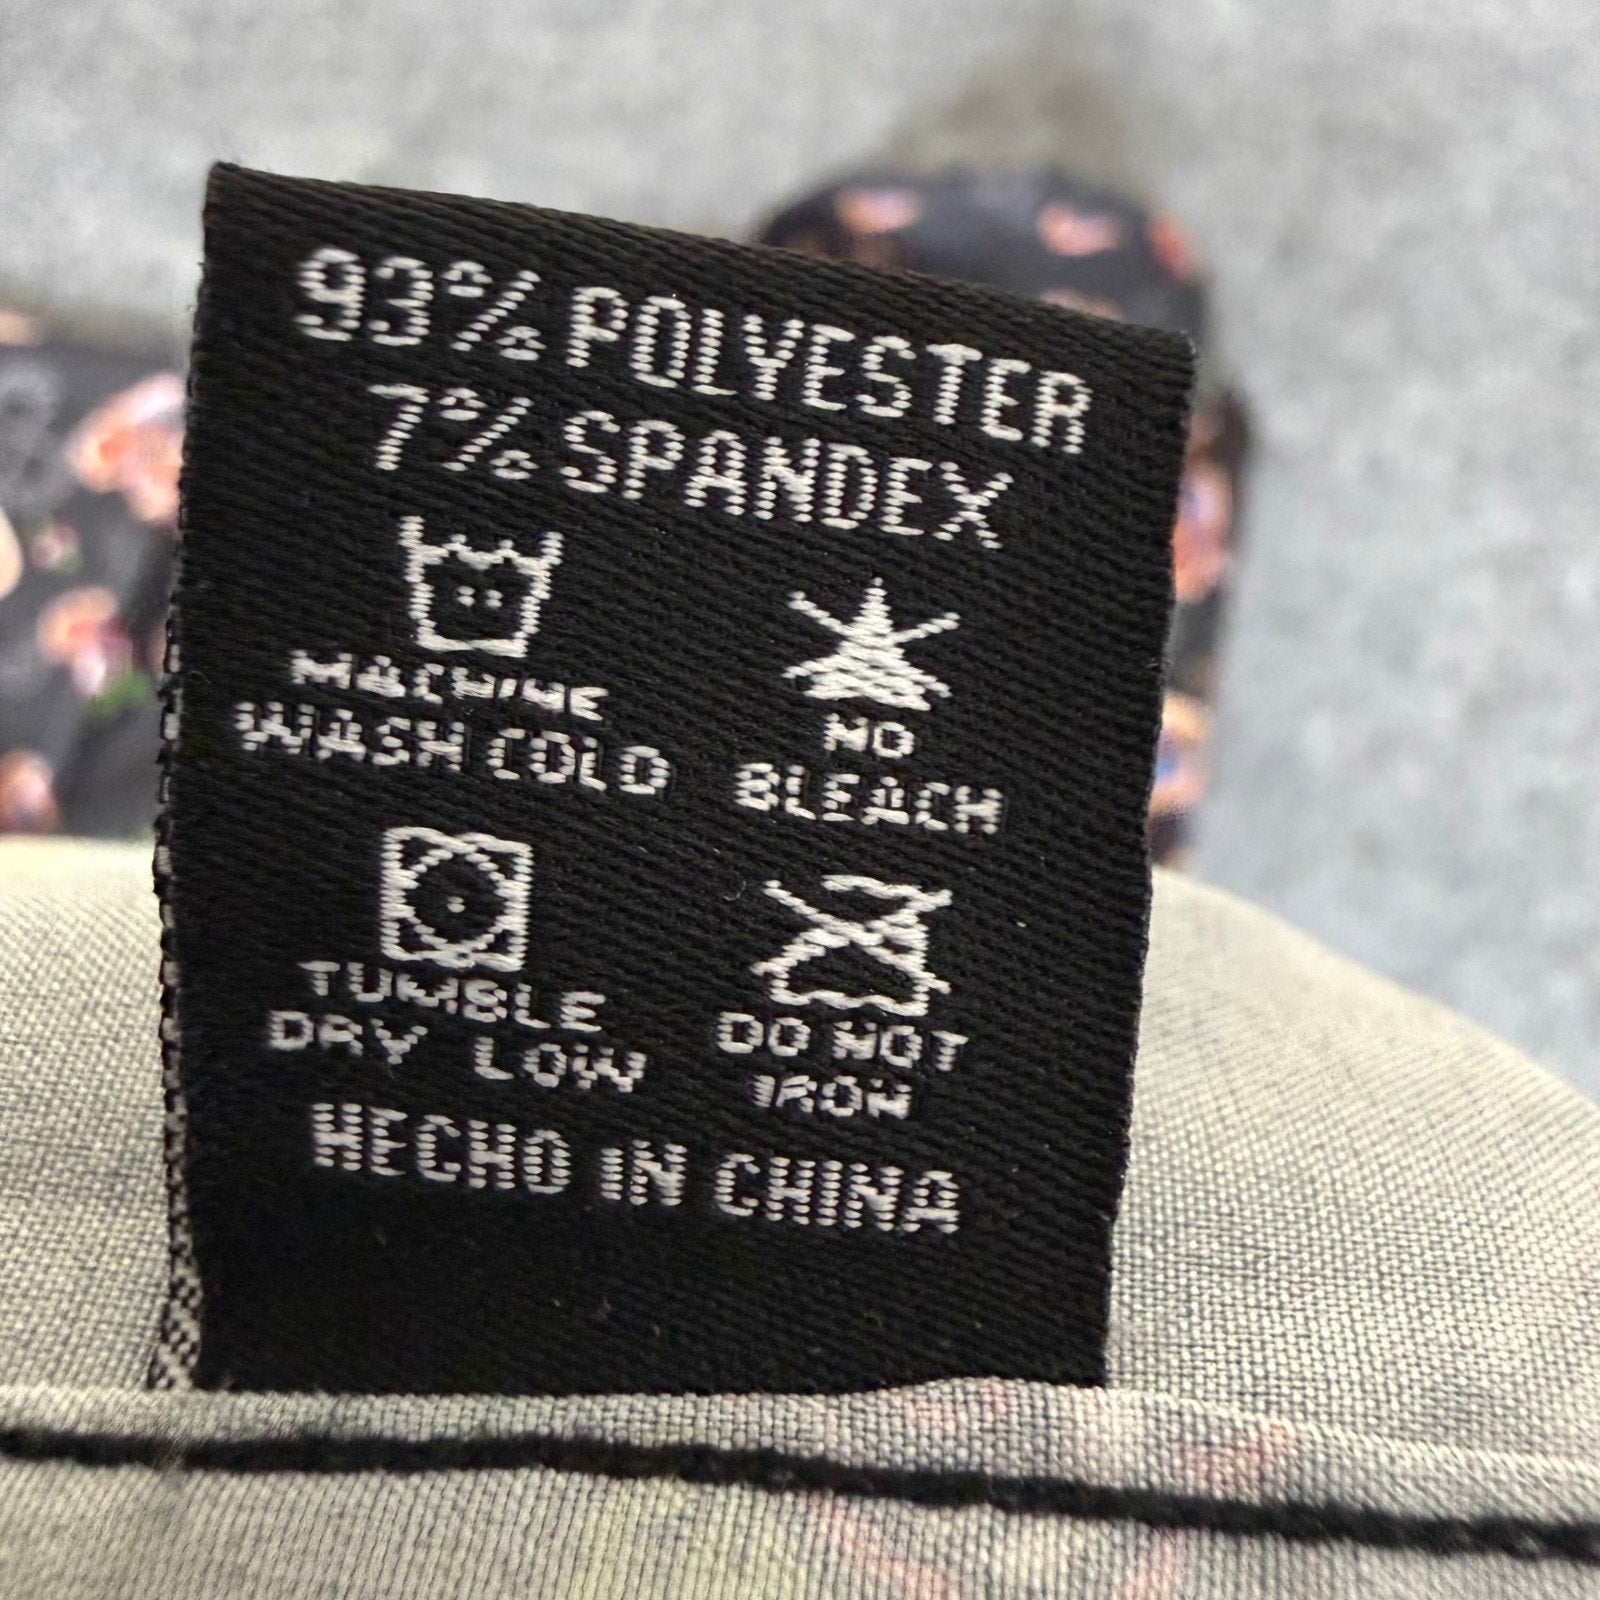 93% POLYESTER
7% SPANDEX
MACHINE
WASH COLD
NO
BLEACH
TUMBLE
DRY LOW
DO NOT
IRON
HECHO IN CHINA